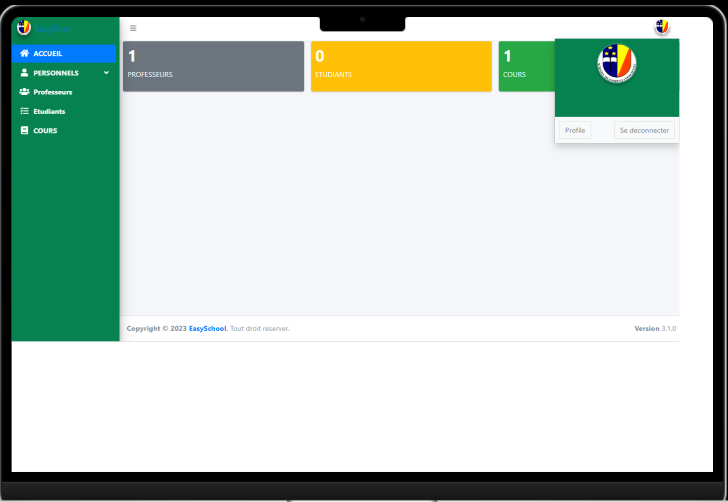 EasySchool
ACCUEIL
PERSONNELS
Professeurs
Etudiants
COURS
1
PROFESSEURS
0
ETUDIANTS
1
COURS
Profile
Se deconnecter
Copyright © 2023 EasySchool. Tout droit reserver.
Version 3.1.0